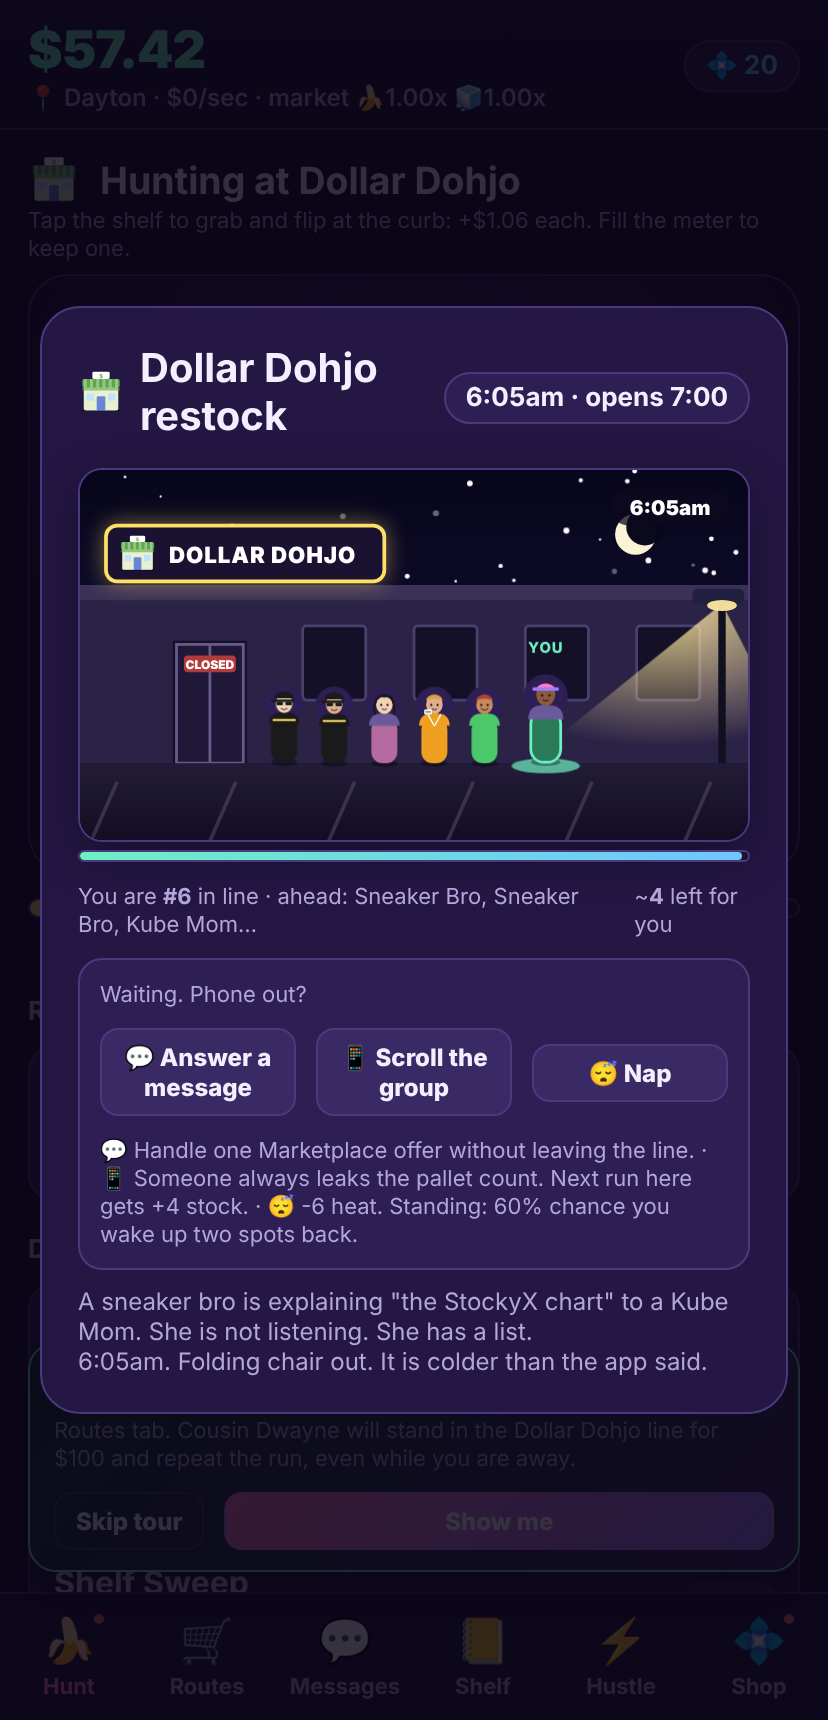 $57.42
📍 Dayton · $0/sec · market 🍌1.00x 🧊1.00x
💠 20
Hunting at Dollar Dohjo
Tap the shelf to grab and flip at the curb: +$1.06 each. Fill the meter to
keep one.
Dollar Dohjo
restock
6:05am · opens 7:00
6:05am
DOLLAR DOHJO
CLOSED
YOU
You are #6 in line · ahead: Sneaker Bro, Sneaker
Bro, Kube Mom...
~4 left for
you
Waiting. Phone out?
💬 Answer a
message
📱 Scroll the
group
😴 Nap
💬 Handle one Marketplace offer without leaving the line. ·
📱 Someone always leaks the pallet count. Next run here
gets +4 stock. · 😴 -6 heat. Standing: 60% chance you
wake up two spots back.
A sneaker bro is explaining "the StockyX chart" to a Kube
Mom. She is not listening. She has a list.
6:05am. Folding chair out. It is colder than the app said.
Routes tab. Cousin Dwayne will stand in the Dollar Dohjo line for
$100 and repeat the run, even while you are away.
Skip tour
Show me
Shelf Sweep
Hunt
Routes
Messages
Shelf
Hustle
Shop